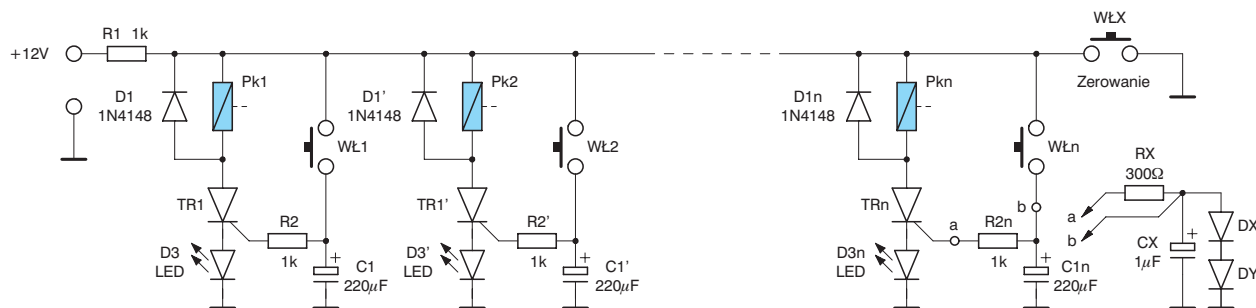 +12V
R1 1k
D1
1N4148
Pk1
WŁ1
TR1
R2
1k
D3
LED
C1
220µF
D1'
1N4148
Pk2
WŁ2
TR1'
R2'
1k
D3'
LED
C1'
220µF
D1n
1N4148
Pkn
WŁn
TRn
a
b
R2n
1k
D3n
LED
C1n
220µF
WŁX
Zerowanie
RX
300Ω
a
b
CX
1µF
DX
DY
+
+
+
+